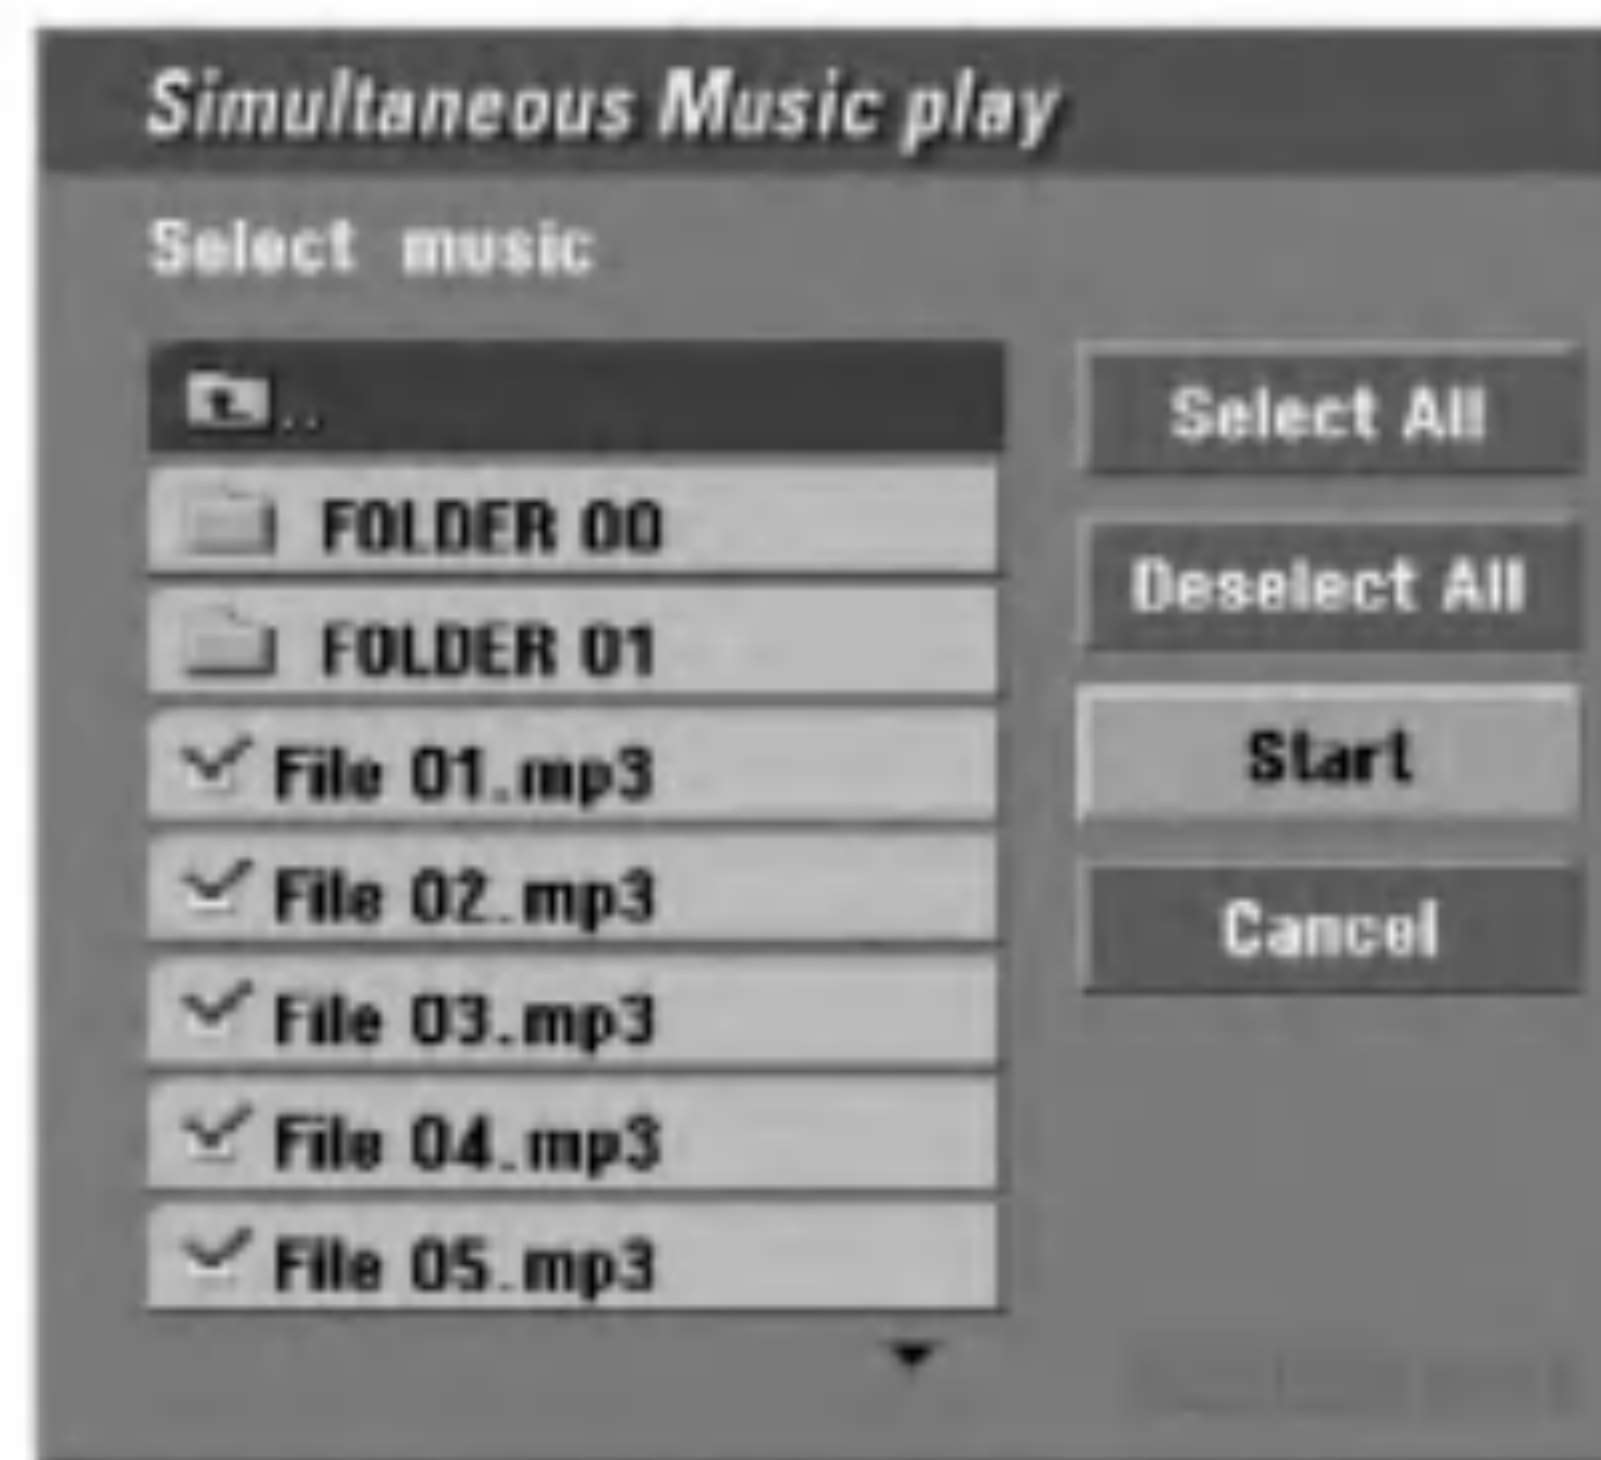 Simultaneous Music play
Select music
..
FOLDER 00
FOLDER 01
File 01.mp3
File 02.mp3
File 03.mp3
File 04.mp3
File 05.mp3
Select All
Deselect All
Start
Cancel